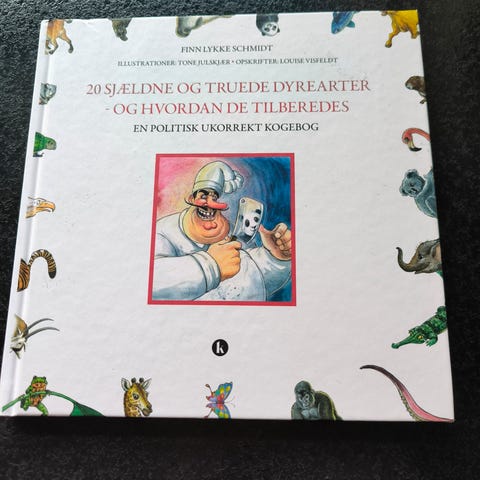 FINN LYKKE SCHMIDT
ILLUSTRATIONER: TONE JULSKJÆR • OPSKRIFTER: LOUISE VISFELDT
20 SJÆLDNE OG TRUEDE DYREARTER
- OG HVORDAN DE TILBEREDES
EN POLITISK UKORREKT KOGEBOG
k